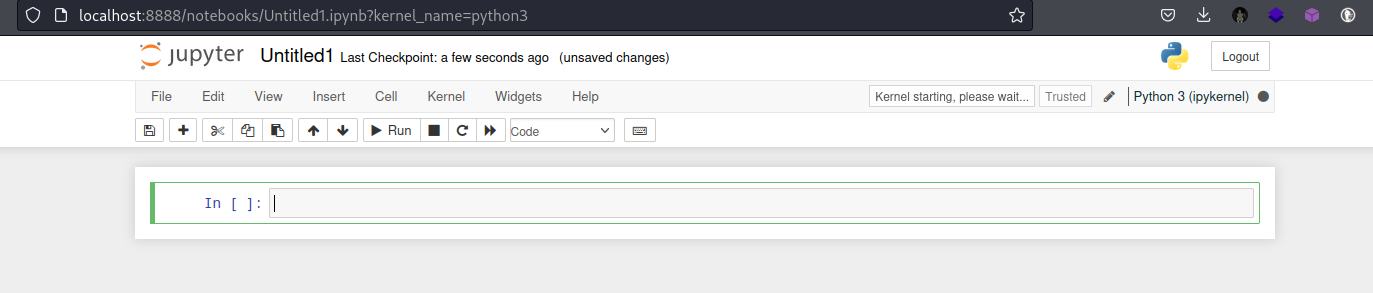 localhost:8888/notebooks/Untitled1.ipynb?kernel_name=python3
jupyter Untitled1 Last Checkpoint: a few seconds ago (unsaved changes) Logout
File Edit View Insert Cell Kernel Widgets Help Kernel starting, please wait... Trusted Python 3 (ipykernel)
Run Code
In [ ]: